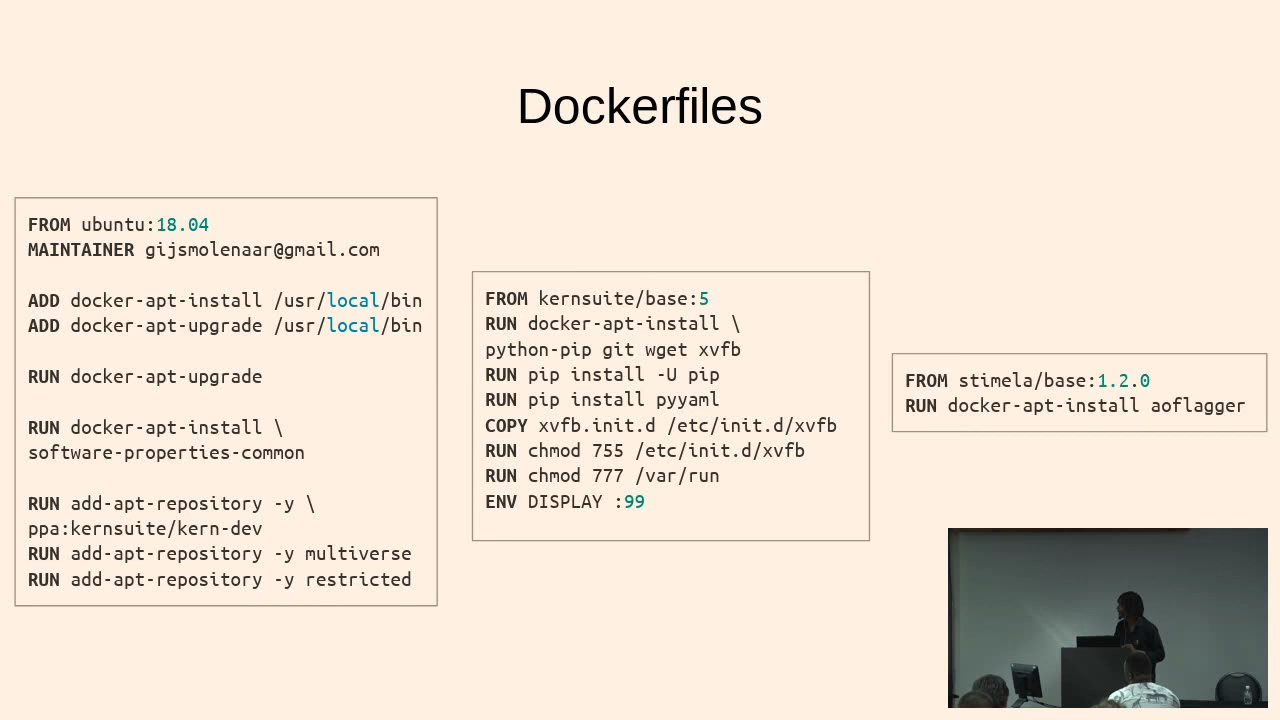 Dockerfiles
FROM ubuntu:18.04
MAINTAINER gijsmolenaar@gmail.com
ADD docker-apt-install /usr/local/bin
ADD docker-apt-upgrade /usr/local/bin
RUN docker-apt-upgrade
RUN docker-apt-install \
software-properties-common
RUN add-apt-repository -y \
ppa:kernsuite/kern-dev
RUN add-apt-repository -y multiverse
RUN add-apt-repository -y restricted
FROM kernsuite/base:5
RUN docker-apt-install \
python-pip git wget xvfb
RUN pip install -U pip
RUN pip install pyyaml
COPY xvfb.init.d /etc/init.d/xvfb
RUN chmod 755 /etc/init.d/xvfb
RUN chmod 777 /var/run
ENV DISPLAY :99
FROM stimela/base:1.2.0
RUN docker-apt-install aoflagger